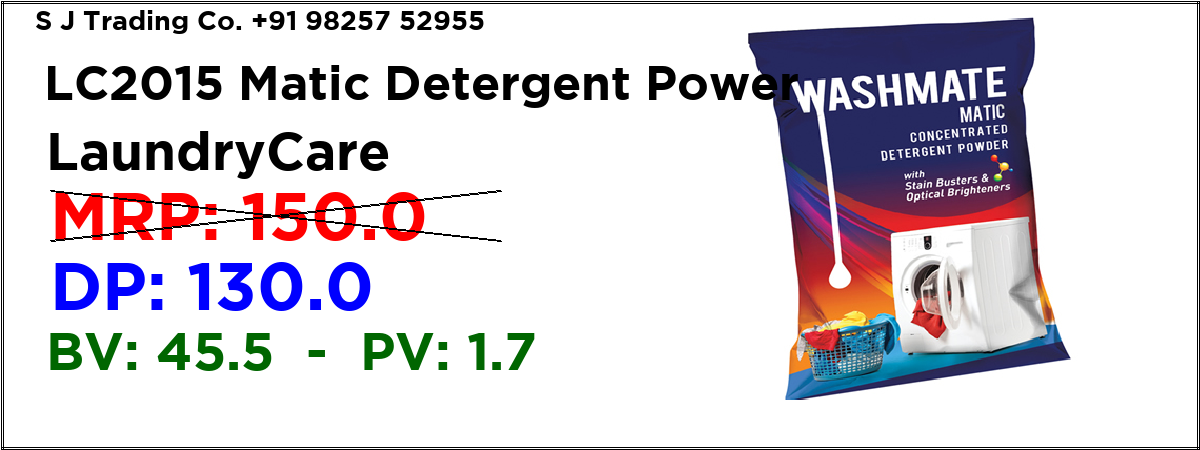 S J Trading Co. +91 98257 52955
LC2015 Matic Detergent Power
LaundryCare
MRP: 150.0
DP: 130.0
BV: 45.5 - PV: 1.7
WASHMATE
MATIC
CONCENTRATED
DETERGENT POWDER
with
Stain Busters &
Optical Brighteners